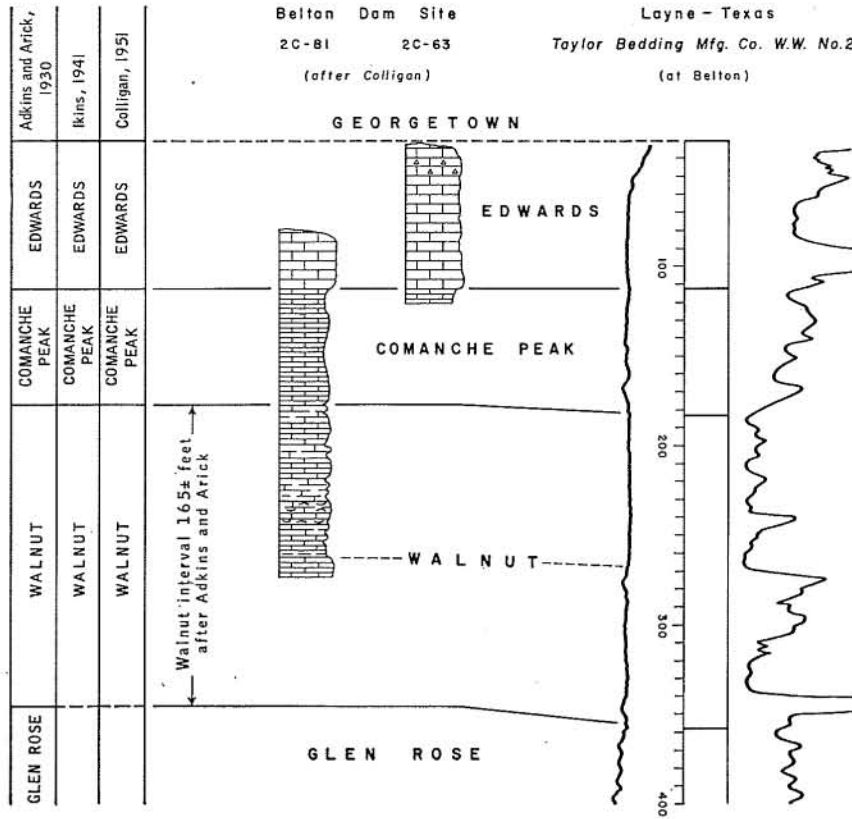 Adkins and Arick,
1930
Ikins, 1941
Colligan, 1951
Belton Dam Site
2C-81 2C-63
(after Colligan)
Layne – Texas
Taylor Bedding Mfg. Co. W.W. No.2
(at Belton)
GEORGETOWN
EDWARDS
EDWARDS
EDWARDS
EDWARDS
100
COMANCHE
PEAK
COMANCHE
PEAK
COMANCHE
PEAK
COMANCHE PEAK
200
WALNUT
WALNUT
WALNUT
Walnut interval 165± feet
after Adkins and Arick
WALNUT
300
GLEN ROSE
GLEN ROSE
400